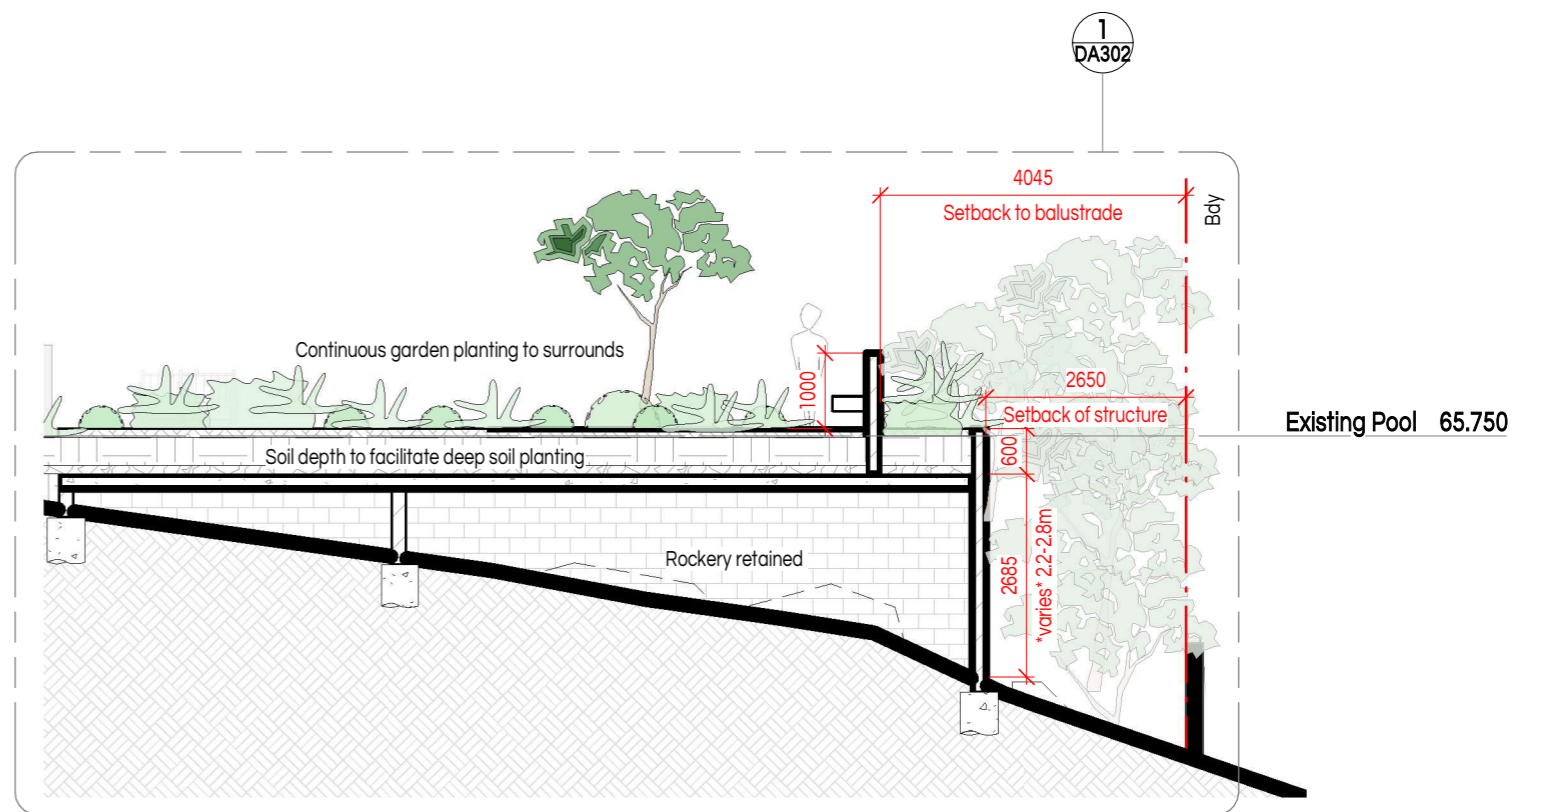 1
DA302
4045
Setback to balustrade
Bdy
Continuous garden planting to surrounds
1000
2650
Setback of structure
Existing Pool 65.750
600
Soil depth to facilitate deep soil planting
Rockery retained
2685
*varies* 2.2-2.8m